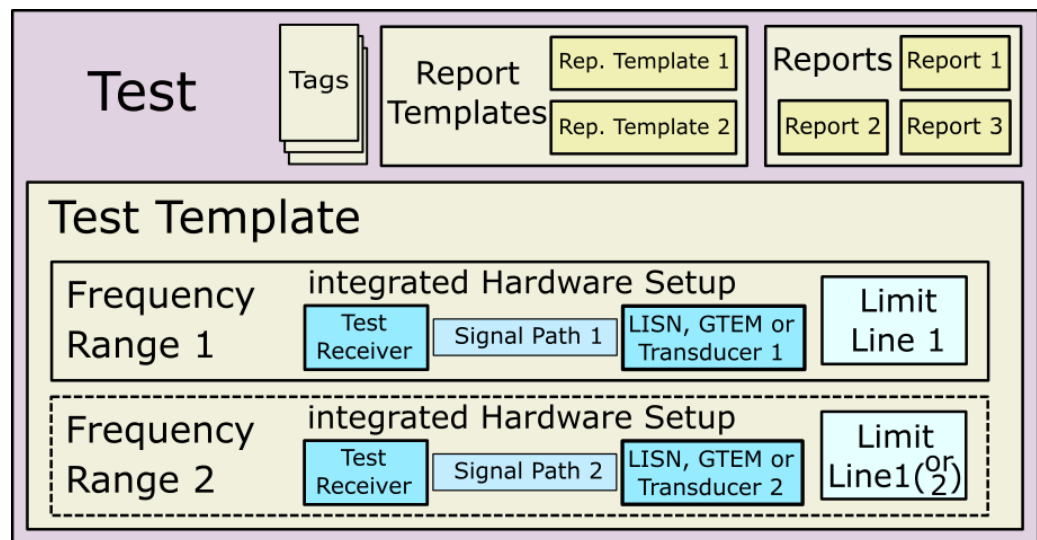 Test
Tags
Report
Templates
Rep. Template 1
Rep. Template 2
Reports
Report 1
Report 2
Report 3
Test Template
Frequency
Range 1
integrated Hardware Setup
Test
Receiver
Signal Path 1
LISN, GTEM or
Transducer 1
Limit
Line 1
Frequency
Range 2
integrated Hardware Setup
Test
Receiver
Signal Path 2
LISN, GTEM or
Transducer 2
Limit
Line1(or 2)